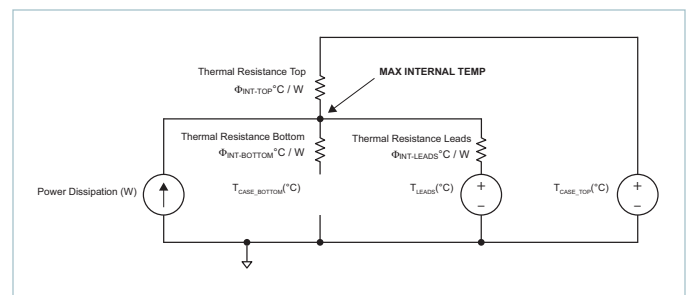 Thermal Resistance Top
MAX INTERNAL TEMP
ΦINT-TOP°C / W
Thermal Resistance Bottom
Thermal Resistance Leads
ΦINT-BOTTOM°C / W
ΦINT-LEADS°C / W
Power Dissipation (W)
TCASE_BOTTOM(°C)
TLEADS(°C)
+
–
TCASE_TOP(°C)
+
–